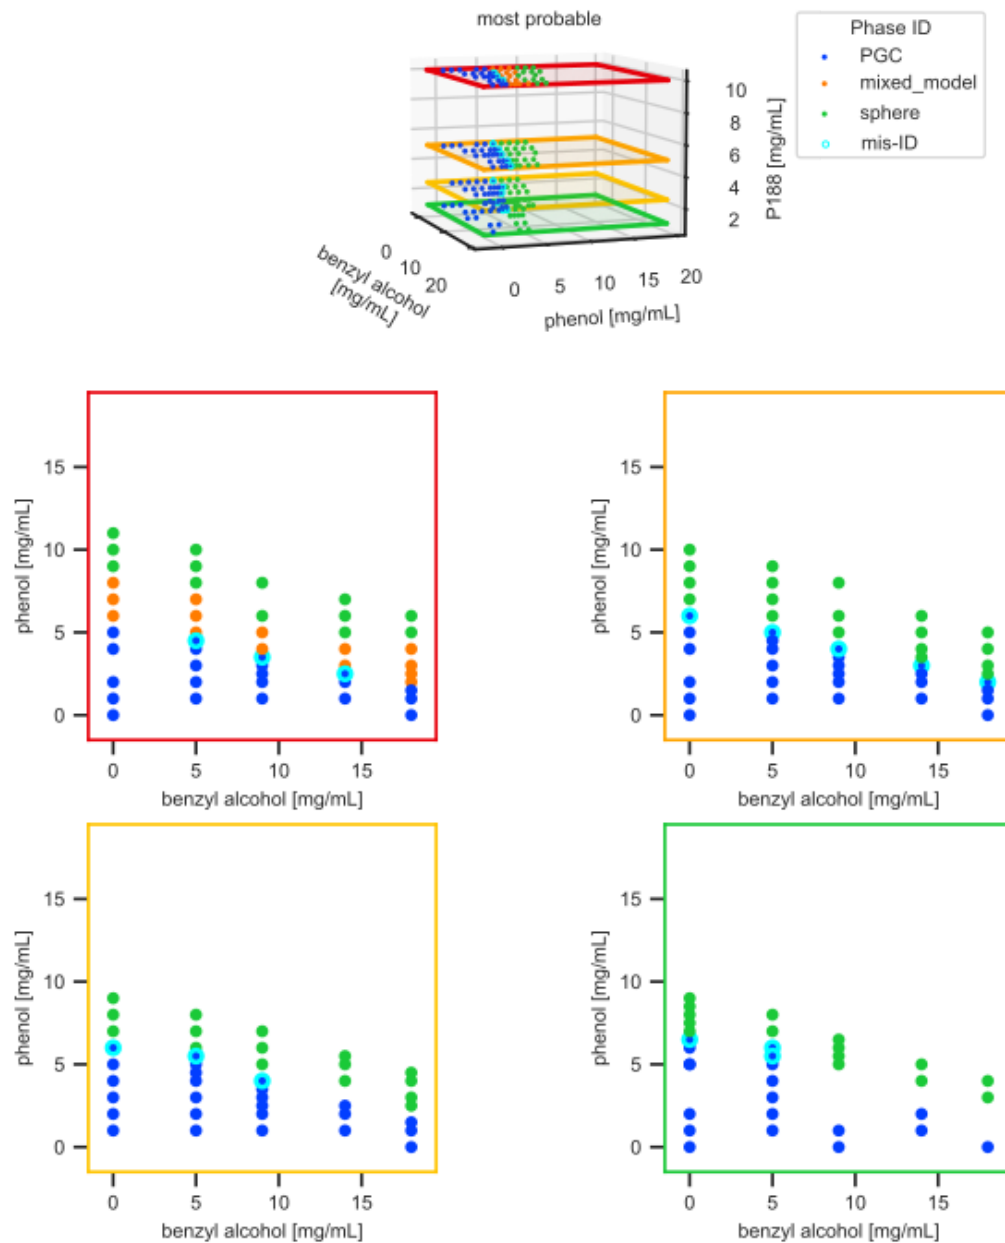 most probable
Phase ID
PGC
mixed_model
sphere
mis-ID
10
8
6
4
2
P188 [mg/mL]
0
10
20
benzyl alcohol
[mg/mL]
0
5
10
15
20
phenol [mg/mL]
15
10
5
0
phenol [mg/mL]
0
5
10
15
benzyl alcohol [mg/mL]
15
10
5
0
phenol [mg/mL]
0
5
10
15
benzyl alcohol [mg/mL]
15
10
5
0
phenol [mg/mL]
0
5
10
15
benzyl alcohol [mg/mL]
15
10
5
0
phenol [mg/mL]
0
5
10
15
benzyl alcohol [mg/mL]